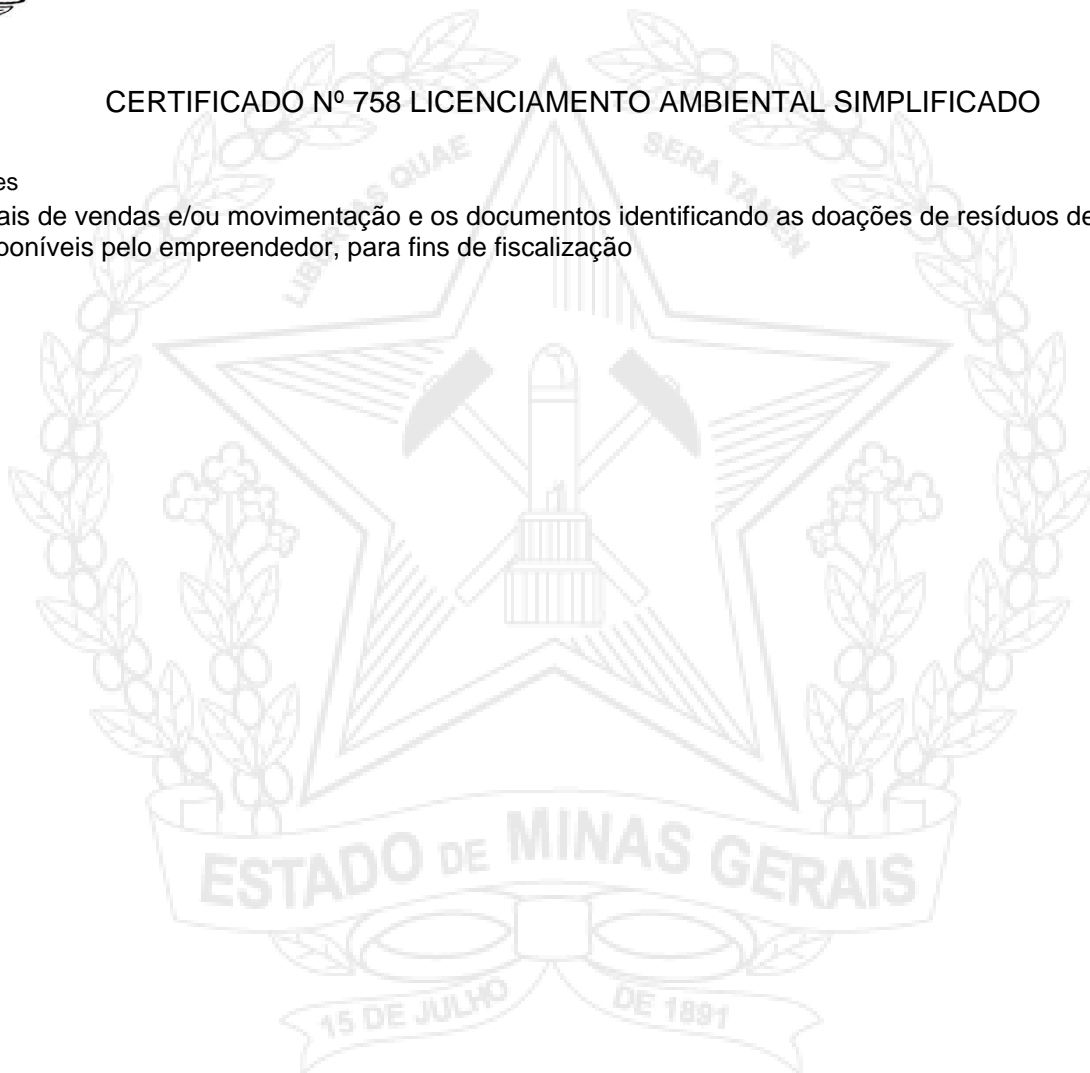 CERTIFICADO Nº 758 LICENCIAMENTO AMBIENTAL SIMPLIFICADO
es
ais de vendas e/ou movimentação e os documentos identificando as doações de resíduos de
poníveis pelo empreendedor, para fins de fiscalização
LIBERTAS QUAE SERA TAMEN
ESTADO DE MINAS GERAIS
15 DE JULHO DE 1891